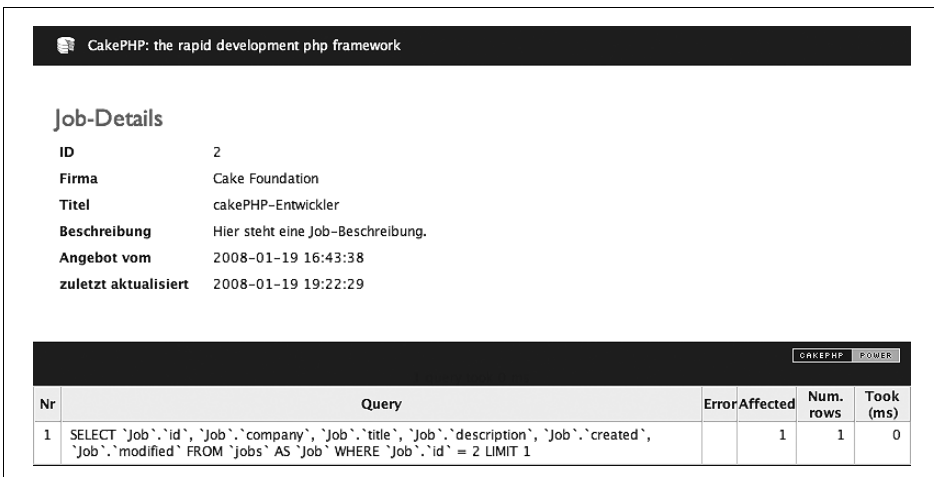 CakePHP: the rapid development php framework
Job-Details
ID 2
Firma Cake Foundation
Titel cakePHP-Entwickler
Beschreibung Hier steht eine Job-Beschreibung.
Angebot vom 2008-01-19 16:43:38
zuletzt aktualisiert 2008-01-19 19:22:29
CAKEPHP POWER
Nr Query Error Affected Num. rows Took (ms)
1 SELECT `Job`.`id`, `Job`.`company`, `Job`.`title`, `Job`.`description`, `Job`.`created`, 1 1 0
`Job`.`modified` FROM `jobs` AS `Job` WHERE `Job`.`id` = 2 LIMIT 1